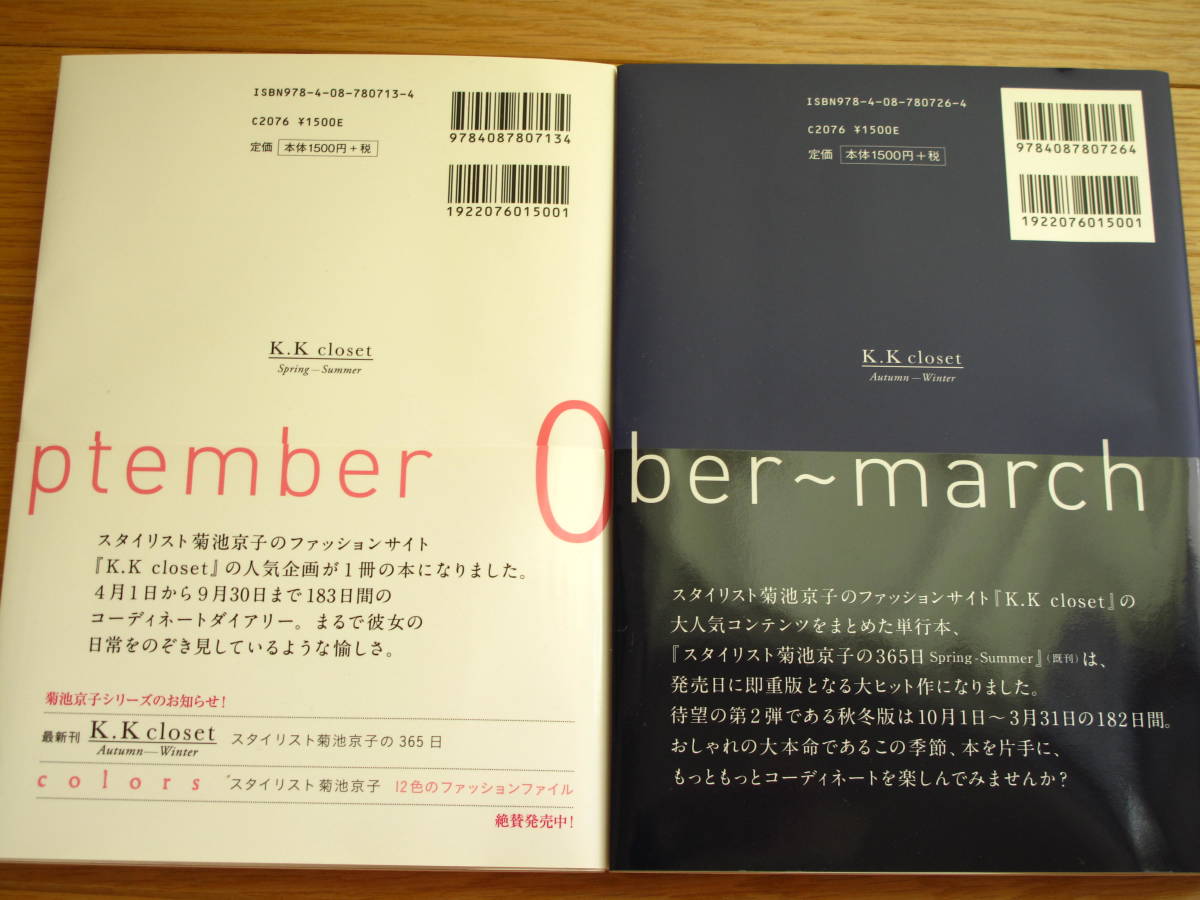 ISBN978-4-08-780713-4
C2076 ¥1500E
定価 本体1500円+税
9784087807134
1922076015001
K.K closet
Spring—Summer
ptember
0
スタイリスト菊池京子のファッションサイト
『K.K closet』の人気企画が1冊の本になりました。
4月1日から9月30日まで183日間の
コーディネートダイアリー。まるで彼女の
日常をのぞき見しているような愉しさ。
菊池京子シリーズのお知らせ!
最新刊 K.K closet スタイリスト菊池京子の365日
Autumn—Winter
colors スタイリスト菊池京子 12色のファッションファイル
絶賛発売中!
ISBN978-4-08-780726-4
C2076 ¥1500E
定価 本体1500円+税
9784087807264
1922076015001
K.K closet
Autumn—Winter
ber~march
スタイリスト菊池京子のファッションサイト『K.K closet』の
大人気コンテンツをまとめた単行本、
『スタイリスト菊池京子の365日 Spring-Summer』(既刊)は、
発売日に即重版となる大ヒット作になりました。
待望の第2弾である秋冬版は10月1日~3月31日の182日間。
おしゃれの大本命であるこの季節、本を片手に、
もっともっとコーディネートを楽しんでみませんか?